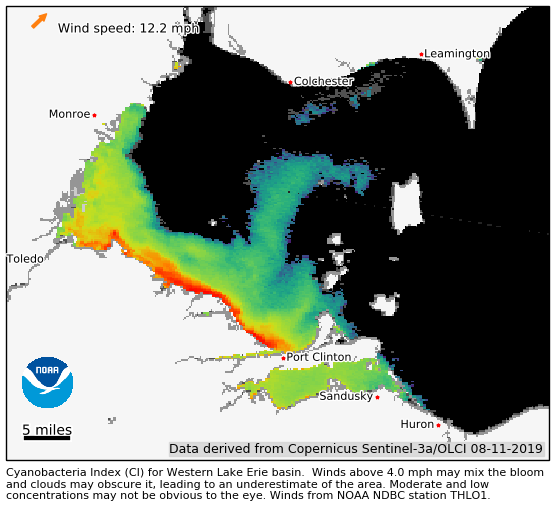 Wind speed: 12.2 mph
Leamington
Colchester
Monroe
Toledo
NOAA
Port Clinton
Sandusky
Huron
5 miles
Data derived from Copernicus Sentinel-3a/OLCI 08-11-2019
Cyanobacteria Index (CI) for Western Lake Erie basin. Winds above 4.0 mph may mix the bloom
and clouds may obscure it, leading to an underestimate of the area. Moderate and low
concentrations may not be obvious to the eye. Winds from NOAA NDBC station THLO1.